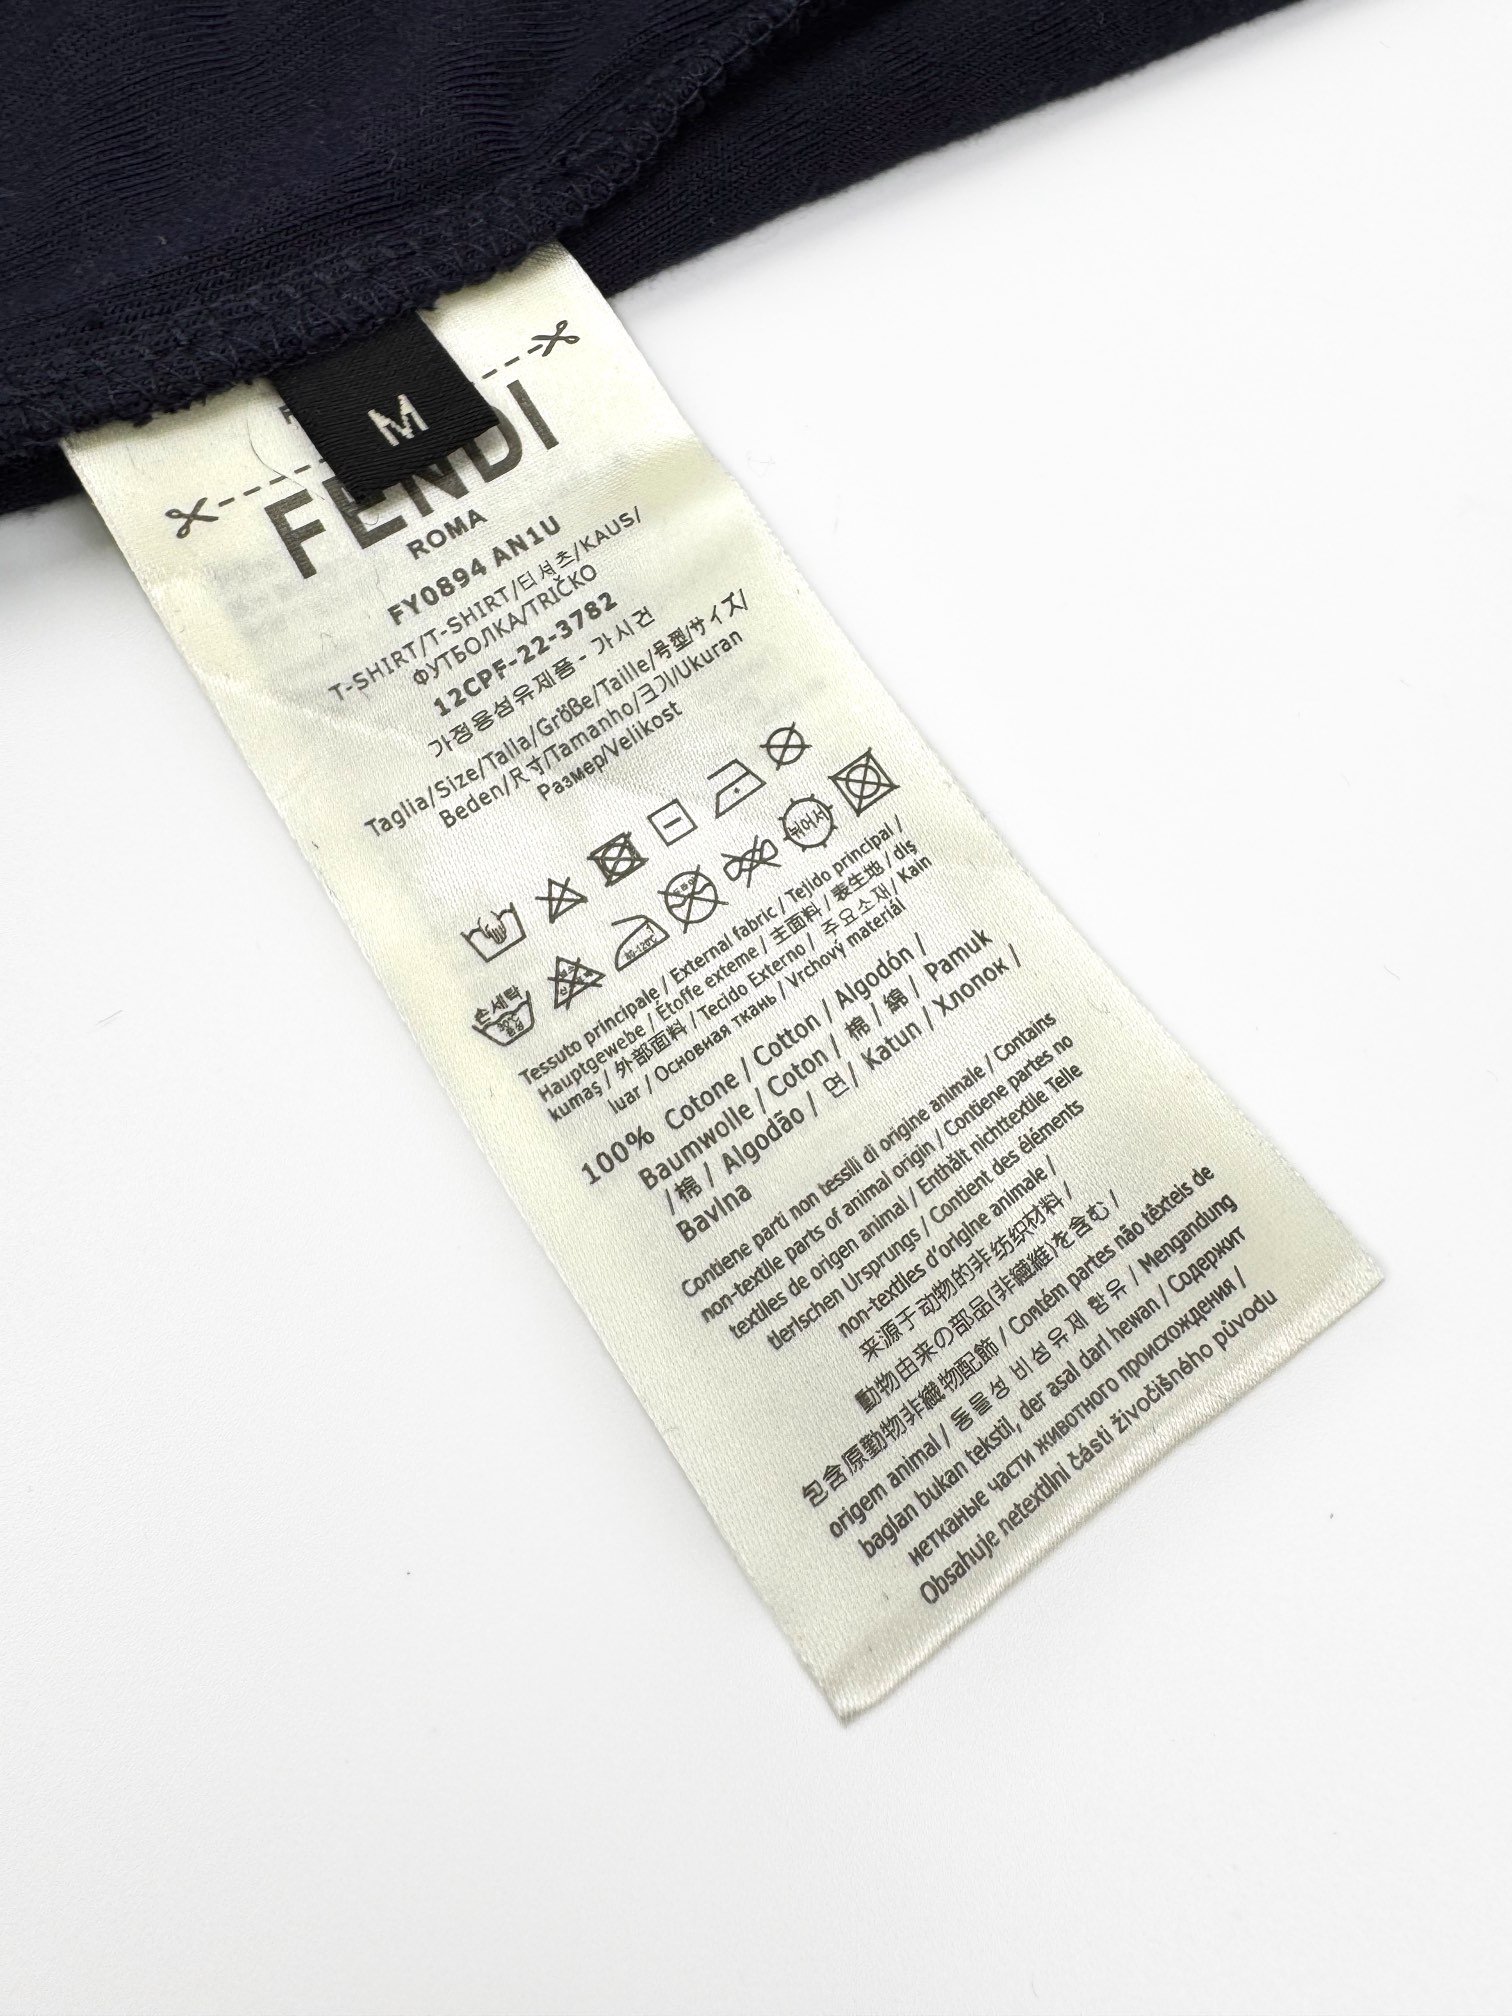 M
FENDI
ROMA
FY0894 AN1U
T-SHIRT/T-SHIRT/티셔츠/KAUS/
ФУТБОЛКА/TRIČKO
12CPF-22-3782
가정용섬유제품 - 가시건
Taglia/Size/Talla/Größe/Taille/号型/サイズ/
Beden/尺寸/Tamanho/크기/Ukuran
Размер/Velikost
손세탁
80-120℃
뉘어서
Tessuto principale / External fabric / Tejido principal /
Hauptgewebe / Étoffe externe / 主面料 / 表生地 / diş
kumaş / 外部面料 / Tecido Externo / 주요소재 / Kain
luar / Основная ткань / Vrchový materiál
100% Cotone / Cotton / Algodón /
Baumwolle / Coton / 棉 / 綿 / Pamuk
/ 棉 / Algodão / 면 / Katun / Хлопок /
Bavlna
Contiene parti non tessili di origine animale / Contains
non-textile parts of animal origin / Contiene partes no
textiles de origen animal / Enthält nichttextile Teile
tierischen Ursprungs / Contient des éléments
non-textiles d'origine animale /
来源于动物的非纺织材料 /
動物由来の部品(非繊維)を含む /
包含原動物非纖物配飾 / Contém partes não têxteis de
origem animal / 동물성 비섬유제 함유 / Mengandung
baglan bukan tekstil, der asal darl hewan / Содержит
нетканые части животного происхождения /
Obsahuje netextilní části živočišného původu